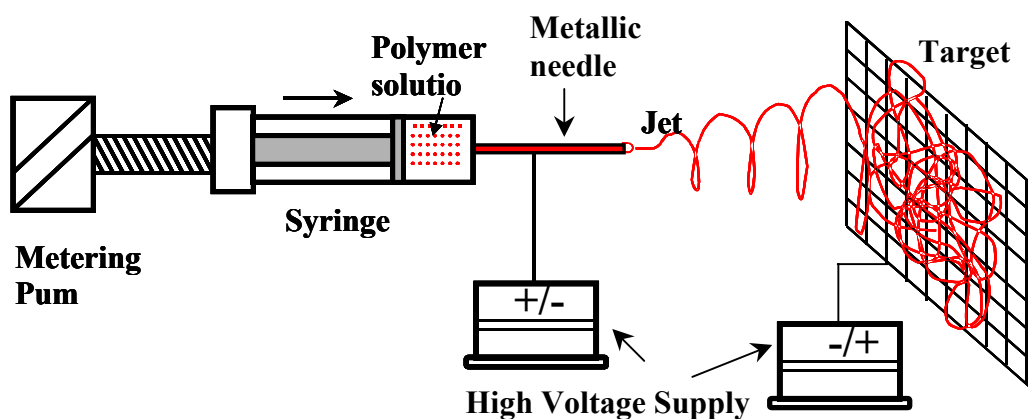 Metallic
needle
Target
Polymer
solutio
Jet
Syringe
Metering
Pum
+/-
-/+
High Voltage Supply